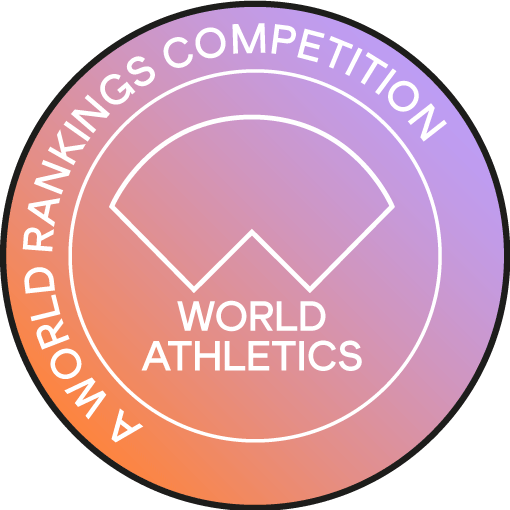 A WORLD RANKINGS COMPETITION
WORLD
ATHLETICS